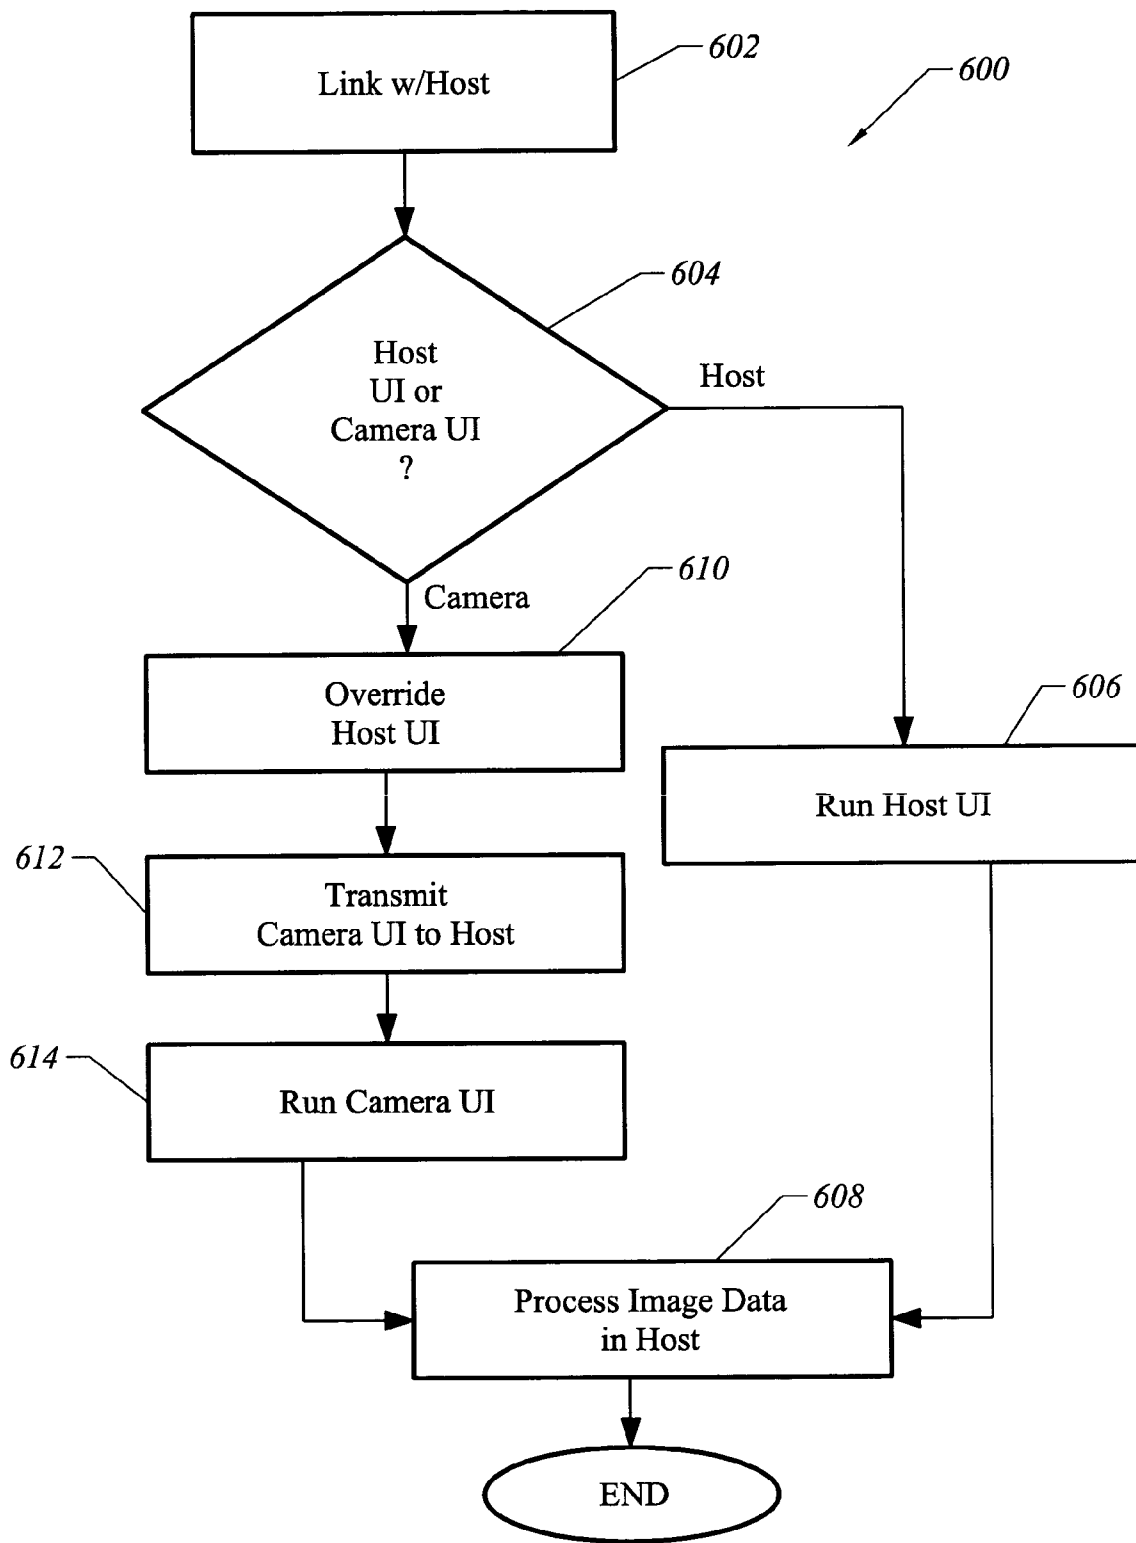 602
Link w/Host
600
604
Host
UI or
Camera UI
?
Host
Camera
610
Override
Host UI
606
Run Host UI
612
Transmit
Camera UI to Host
614
Run Camera UI
608
Process Image Data
in Host
END